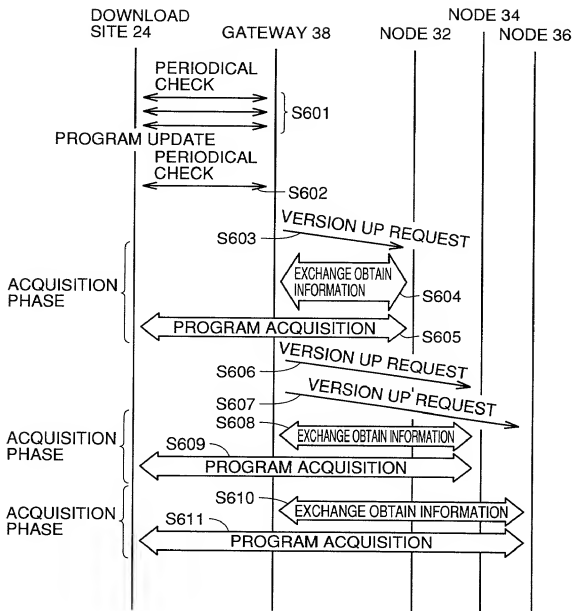 DOWNLOAD
SITE 24
GATEWAY 38
NODE 34
NODE 32
NODE 36
PERIODICAL
CHECK
S601
PROGRAM UPDATE
PERIODICAL
CHECK
S602
VERSION UP REQUEST
S603
ACQUISITION
PHASE
EXCHANGE OBTAIN
INFORMATION
S604
PROGRAM ACQUISITION
S605
VERSION UP REQUEST
S606
VERSION UP REQUEST
S607
ACQUISITION
PHASE
S608
EXCHANGE OBTAIN INFORMATION
S609
PROGRAM ACQUISITION
ACQUISITION
PHASE
S610
EXCHANGE OBTAIN INFORMATION
S611
PROGRAM ACQUISITION